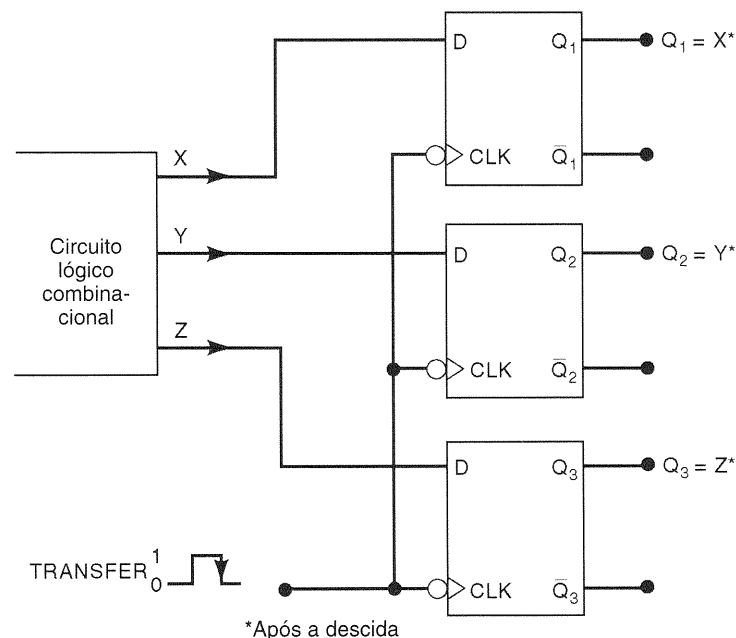 D Q₁ Q₁ = X*
CLK Q̅₁
X
Y
Z
Circuito
lógico
combina-
cional
D Q₂ Q₂ = Y*
CLK Q̅₂
D Q₃ Q₃ = Z*
CLK Q̅₃
TRANSFER 1
0
*Após a descida